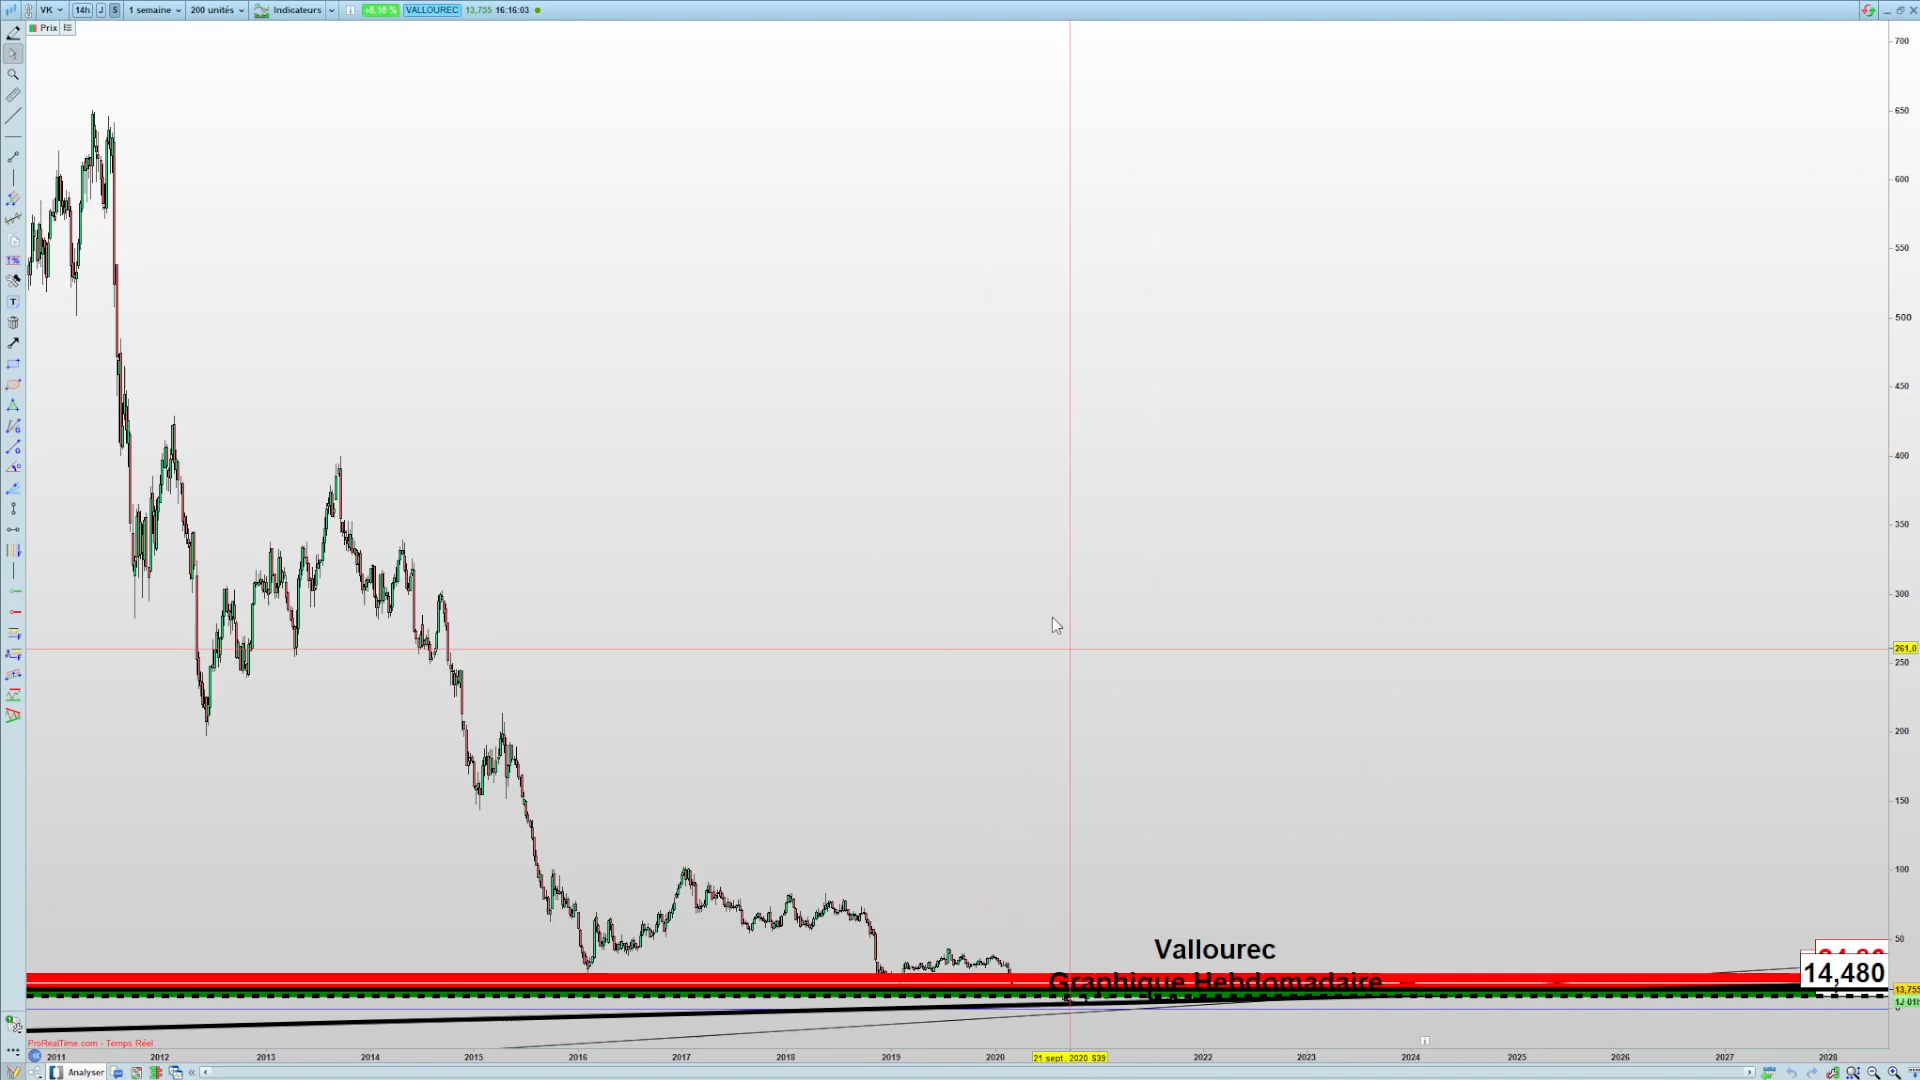 VK 14h J S 1 semaine 200 unités Indicateurs +5,16 % VALLOUREC 13,755 16:16:03
Prix
700
650
600
550
500
450
400
350
300
261,0
250
200
150
100
50
Vallourec
Graphique Hebdomadaire
14,480
13,755
ProRealTime.com - Temps Réel
2011 2012 2013 2014 2015 2016 2017 2018 2019 2020 21 sept. 2020 S39 2022 2023 2024 2025 2026 2027 2028
Analyser